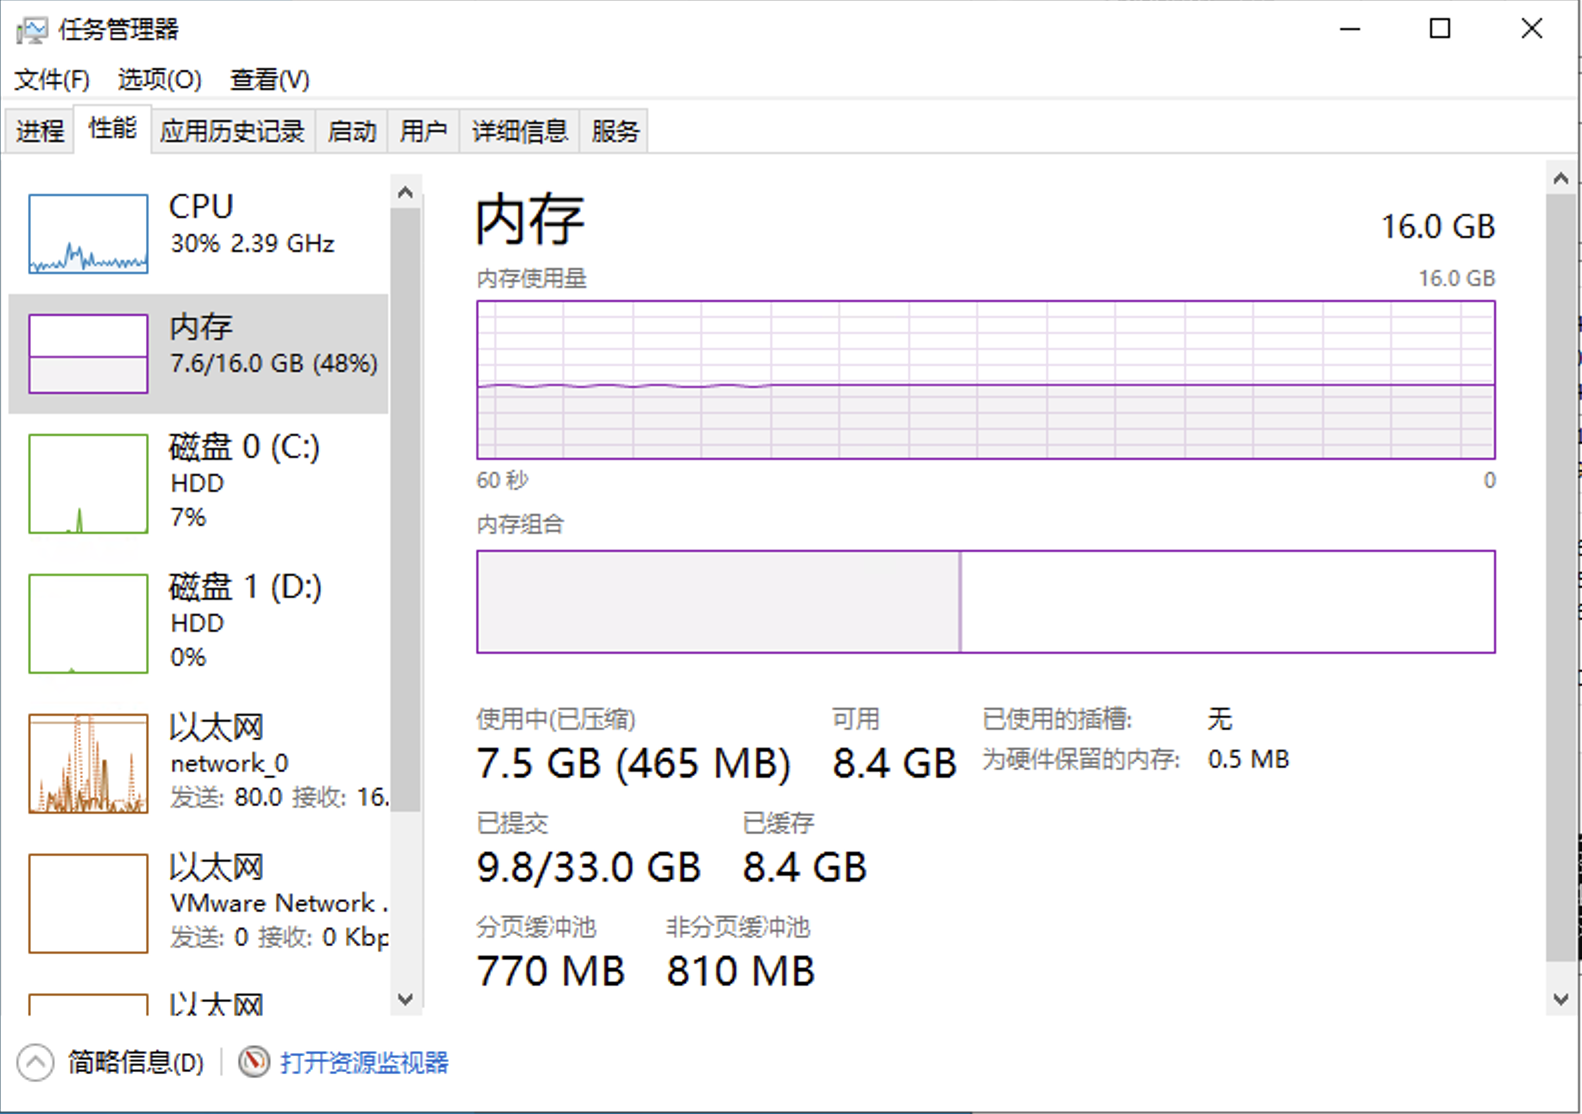 任务管理器
文件(F) 选项(O) 查看(V)
进程 性能 应用历史记录 启动 用户 详细信息 服务
CPU
30% 2.39 GHz
内存
7.6/16.0 GB (48%)
磁盘 0 (C:)
HDD
7%
磁盘 1 (D:)
HDD
0%
以太网
network_0
发送: 80.0 接收: 16.
以太网
VMware Network .
发送: 0 接收: 0 Kbp
以太网
内存 16.0 GB
内存使用量 16.0 GB
60 秒 0
内存组合
使用中(已压缩) 可用 已使用的插槽: 无
7.5 GB (465 MB) 8.4 GB 为硬件保留的内存: 0.5 MB
已提交 已缓存
9.8/33.0 GB 8.4 GB
分页缓冲池 非分页缓冲池
770 MB 810 MB
简略信息(D) 打开资源监视器